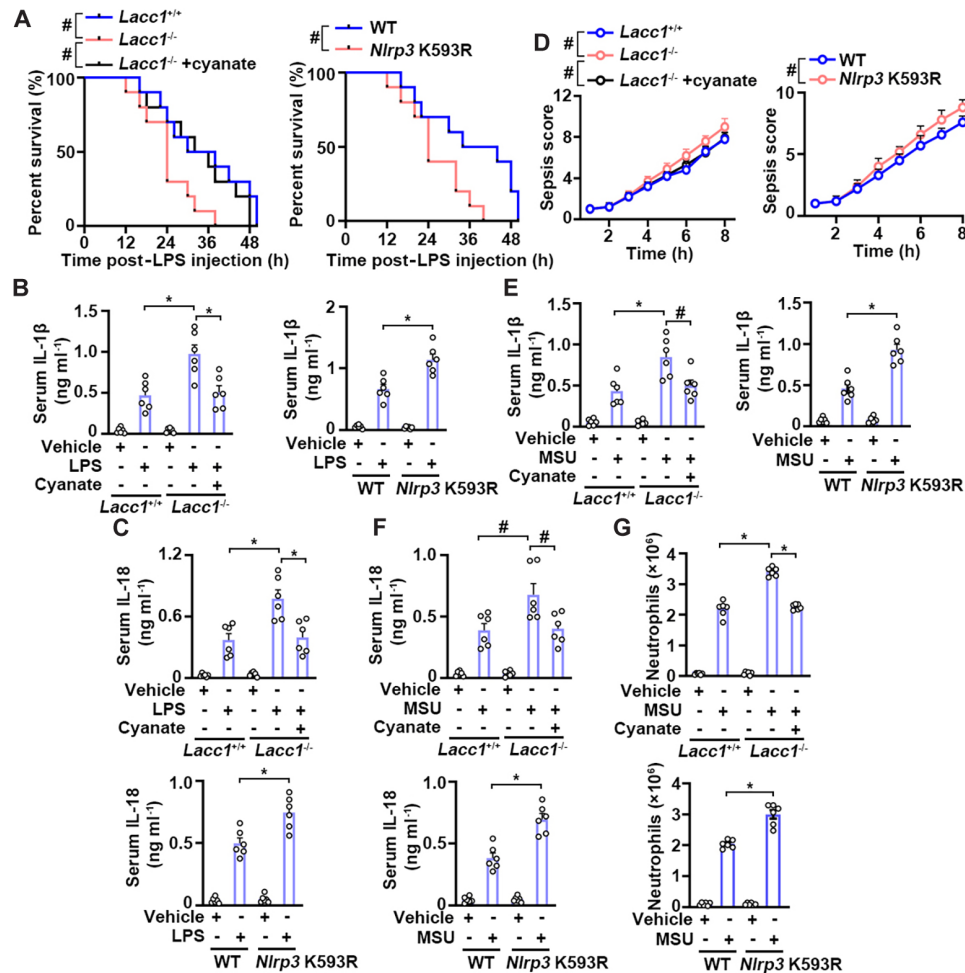 A
# Lacc1+/+
Lacc1-/-
# Lacc1-/- +cyanate
Percent survival (%)
100
50
0
0 12 24 36 48
Time post-LPS injection (h)
# WT
Nlrp3 K593R
Percent survival (%)
100
50
0
0 12 24 36 48
Time post-LPS injection (h)
D
# Lacc1+/+
Lacc1-/-
# Lacc1-/- +cyanate
Sepsis score
12
8
4
0
2 4 6 8
Time (h)
# WT
Nlrp3 K593R
Sepsis score
10
5
0
2 4 6 8
Time (h)
B
Serum IL-1β
(ng ml-1)
1.5
1.0
0.5
0
* *
Vehicle + - + - -
LPS - + - + +
Cyanate - - - - +
Lacc1+/+ Lacc1-/-
Serum IL-1β
(ng ml-1)
2
1
0
*
Vehicle + - + -
LPS - + - +
WT Nlrp3 K593R
E
Serum IL-1β
(ng ml-1)
1.5
1.0
0.5
0
* #
Vehicle + - + - -
MSU - + - + +
Cyanate - - - - +
Lacc1+/+ Lacc1-/-
Serum IL-1β
(ng ml-1)
1.5
1.0
0.5
0
*
Vehicle + - + -
MSU - + - +
WT Nlrp3 K593R
C
Serum IL-18
(ng ml-1)
1.2
0.6
0
* *
Vehicle + - + - -
LPS - + - + +
Cyanate - - - - +
Lacc1+/+ Lacc1-/-
Serum IL-18
(ng ml-1)
1.0
0.5
0
*
Vehicle + - + -
LPS - + - +
WT Nlrp3 K593R
F
Serum IL-18
(ng ml-1)
1.0
0.5
0
# #
Vehicle + - + - -
MSU - + - + +
Cyanate - - - - +
Lacc1+/+ Lacc1-/-
Serum IL-18
(ng ml-1)
1.0
0.5
0
*
Vehicle + - + -
MSU - + - +
WT Nlrp3 K593R
G
Neutrophils (×10⁶)
4
3
2
1
0
* *
Vehicle + - + - -
MSU - + - + +
Cyanate - - - - +
Lacc1+/+ Lacc1-/-
Neutrophils (×10⁶)
4
3
2
1
0
*
Vehicle + - + -
MSU - + - +
WT Nlrp3 K593R